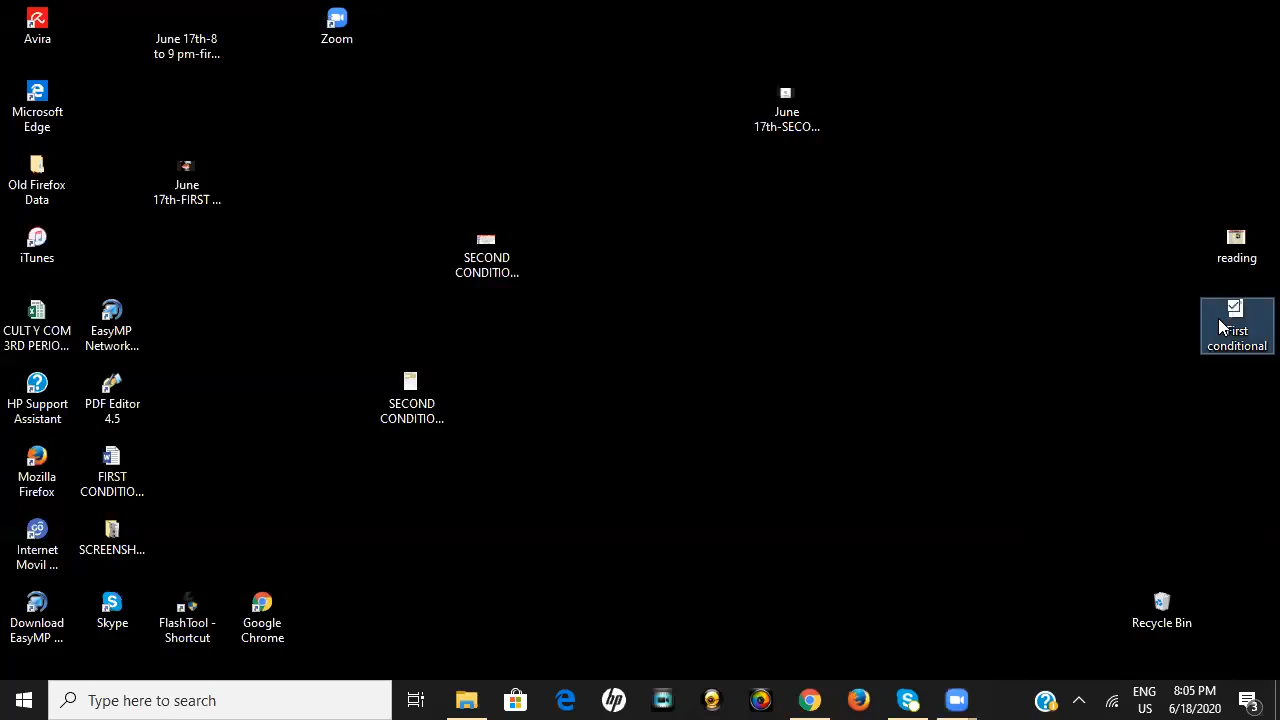 Avira
June 17th-8
to 9 pm-fir...
Zoom
Microsoft
Edge
June
17th-SECO...
Old Firefox
Data
June
17th-FIRST ...
iTunes
SECOND
CONDITIO...
reading
CULT Y COM
3RD PERIO...
EasyMP
Network...
First
conditional
HP Support
Assistant
PDF Editor
4.5
SECOND
CONDITIO...
Mozilla
Firefox
FIRST
CONDITIO...
Internet
Movil ...
SCREENSH...
Download
EasyMP ...
Skype
FlashTool -
Shortcut
Google
Chrome
Recycle Bin
Type here to search
ENG
US
8:05 PM
6/18/2020
3